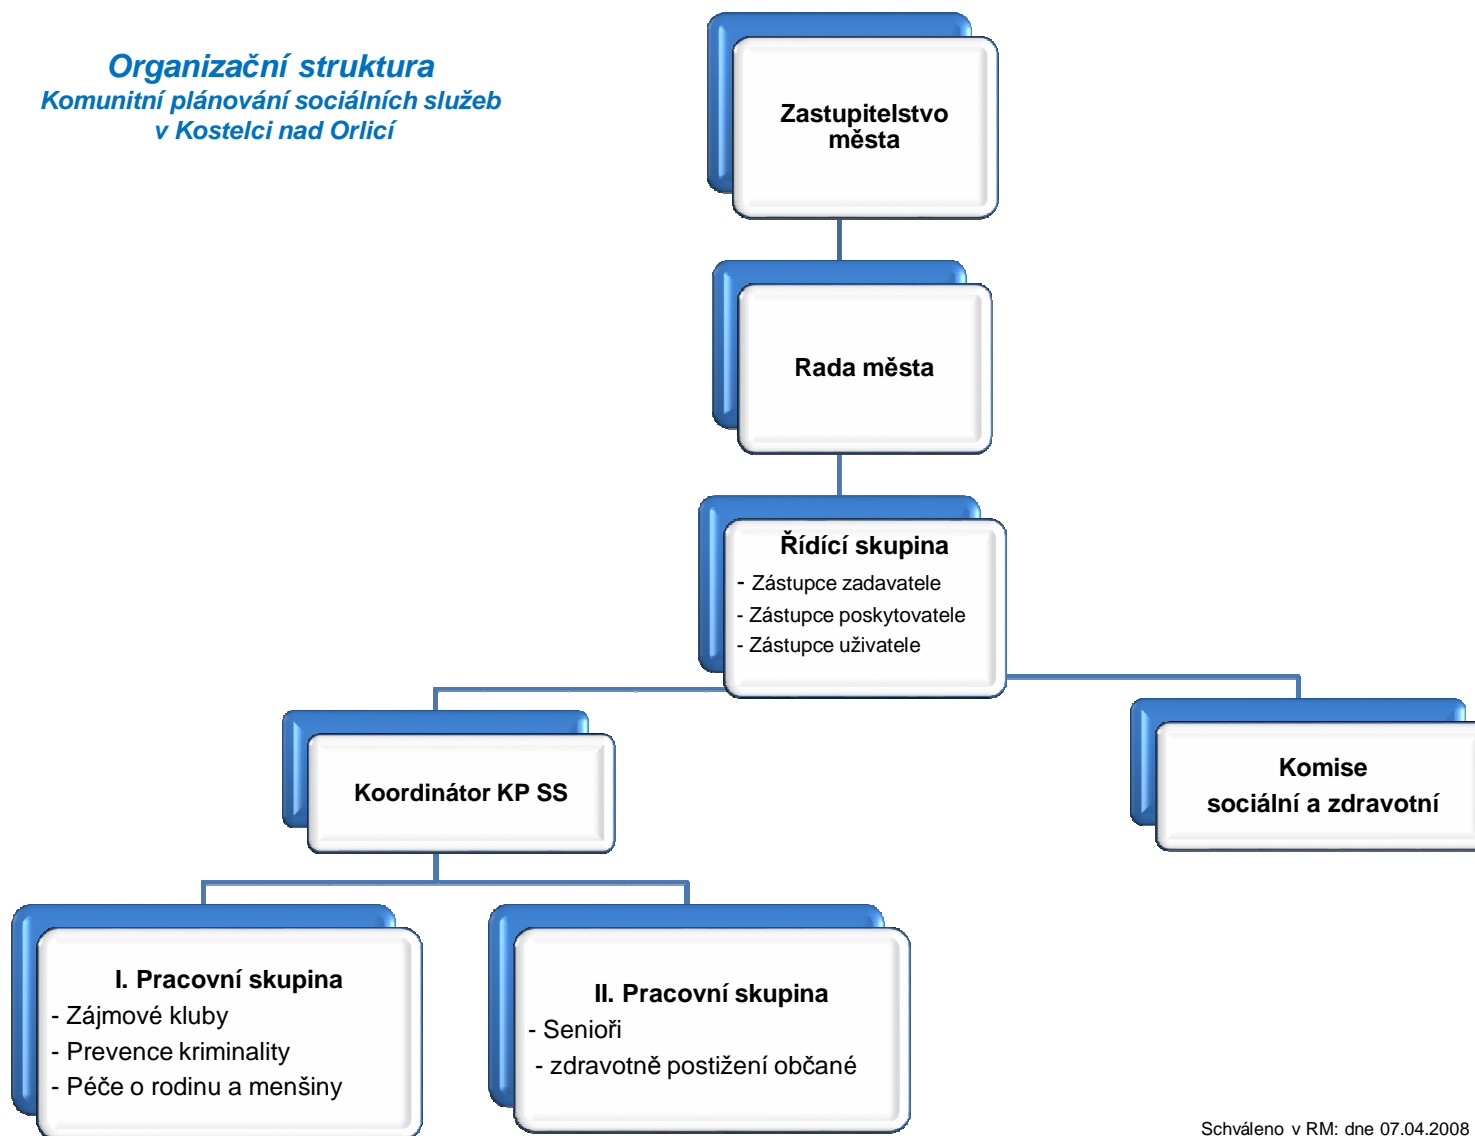 Organizační struktura
Komunitní plánování sociálních služeb
v Kostelci nad Orlicí
Zastupitelstvo
města
Rada města
Řídící skupina
- Zástupce zadavatele
- Zástupce poskytovatele
- Zástupce uživatele
Koordinátor KP SS
Komise
sociální a zdravotní
I. Pracovní skupina
- Zájmové kluby
- Prevence kriminality
- Péče o rodinu a menšiny
II. Pracovní skupina
- Senioři
- zdravotně postižení občané
Schváleno v RM: dne 07.04.2008